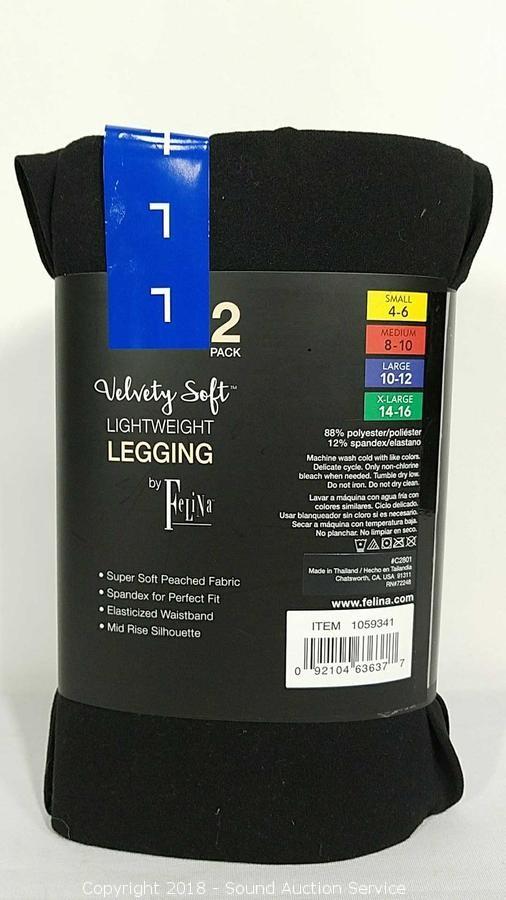 L
L
L
2
PACK
Velvety Soft™
LIGHTWEIGHT
LEGGING
by
FELINA
• Super Soft Peached Fabric
• Spandex for Perfect Fit
• Elasticized Waistband
• Mid Rise Silhouette
SMALL
4-6
MEDIUM
8-10
LARGE
10-12
X-LARGE
14-16
88% polyester/poliéster
12% spandex/elastano
Machine wash cold with like colors.
Delicate cycle. Only non-chlorine
bleach when needed. Tumble dry low.
Do not iron. Do not dry clean.
Lavar a máquina con agua fria con
colores similares. Ciclo delicado.
Usar blanqueador sin cloro si es necesario.
Secar a máquina con temperatura baja.
No planchar. No limpiar en seco.
#C2801
Made in Thailand / Hecho en Tailandia
Chatsworth, CA. USA 91311
RN#72248
www.felina.com
ITEM 1059341
0 92104 63637 7
Copyright 2018 - Sound Auction Service